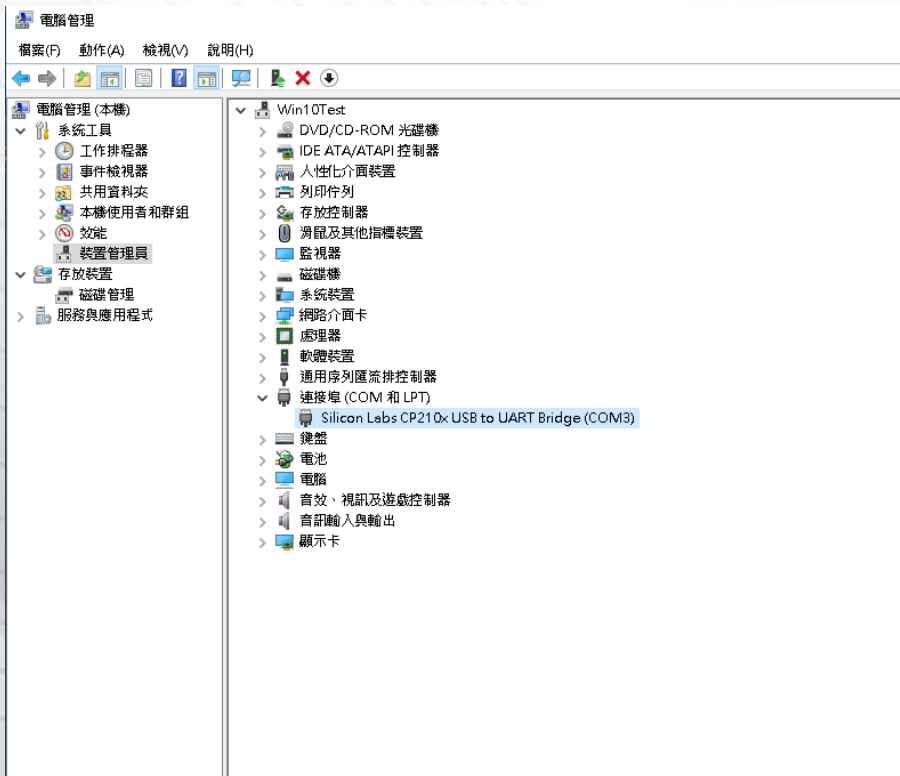 電腦管理
檔案(F) 動作(A) 檢視(V) 說明(H)
電腦管理 (本機)
系統工具
工作排程器
事件檢視器
共用資料夾
本機使用者和群組
效能
裝置管理員
存放裝置
磁碟管理
服務與應用程式
Win10Test
DVD/CD-ROM 光碟機
IDE ATA/ATAPI 控制器
人性化介面裝置
列印佇列
存放控制器
滑鼠及其他指標裝置
監視器
磁碟機
系統裝置
網路介面卡
處理器
軟體裝置
通用序列匯流排控制器
連接埠 (COM 和 LPT)
Silicon Labs CP210x USB to UART Bridge (COM3)
鍵盤
電池
電腦
音效、視訊及遊戲控制器
音訊輸入與輸出
顯示卡